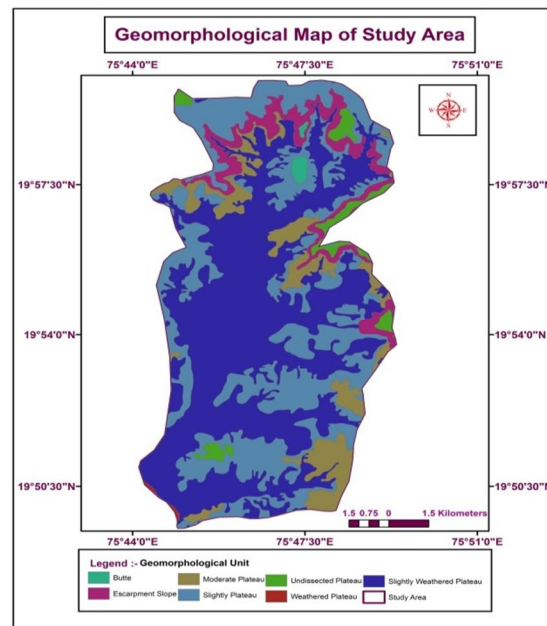 Geomorphological Map of Study Area
75°44'0"E 75°47'30"E 75°51'0"E
N
W E
S
19°57'30"N 19°57'30"N
19°54'0"N 19°54'0"N
19°50'30"N 19°50'30"N
1.5 0.75 0 1.5 Kilometers
75°44'0"E 75°47'30"E 75°51'0"E
Legend :- Geomorphological Unit
Butte Moderate Plateau Undissected Plateau Slightly Weathered Plateau
Escarpment Slope Slightly Plateau Weathered Plateau Study Area